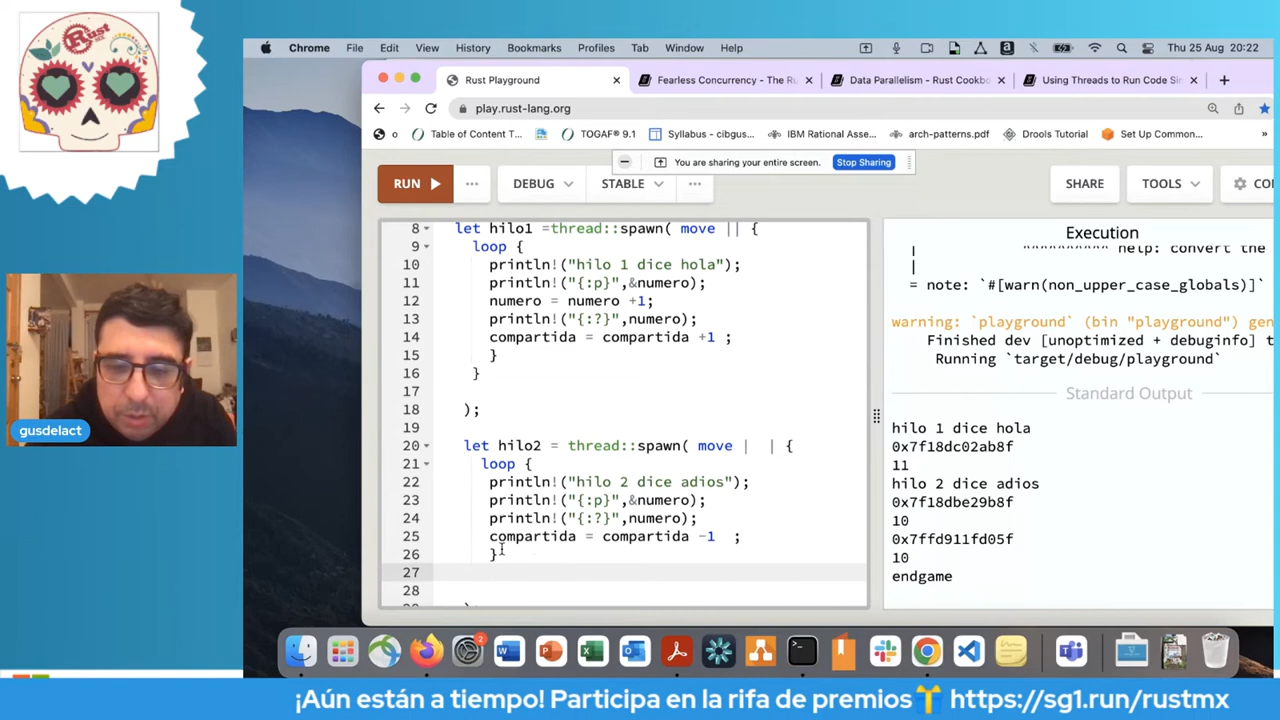 Rust
MX
Chrome File Edit View History Bookmarks Profiles Tab Window Help Thu 25 Aug 20:22
Rust Playground Fearless Concurrency - The Ru Data Parallelism - Rust Cookbo Using Threads to Run Code Sim
play.rust-lang.org
o Table of Content T... TOGAF® 9.1 Syllabus - cibgus... IBM Rational Asse... arch-patterns.pdf Drools Tutorial Set Up Common... »
You are sharing your entire screen. Stop Sharing
RUN ... DEBUG STABLE ... SHARE TOOLS CO
8 let hilo1 =thread::spawn( move || {
9 loop {
10 println!("hilo 1 dice hola");
11 println!("{:p}",&numero);
12 numero = numero +1;
13 println!("{:?}",numero);
14 compartida = compartida +1 ;
15 }
16 }
17
18 );
19
20 let hilo2 = thread::spawn( move | | {
21 loop {
22 println!("hilo 2 dice adios");
23 println!("{:p}",&numero);
24 println!("{:?}",numero);
25 compartida = compartida -1 ;
26 }
27
28
Execution
| ^^^^^^^^^ help: convert the
|
= note: `#[warn(non_upper_case_globals)]`
warning: `playground` (bin "playground") gen
Finished dev [unoptimized + debuginfo] t
Running `target/debug/playground`
Standard Output
hilo 1 dice hola
0x7f18dc02ab8f
11
hilo 2 dice adios
0x7f18dbe29b8f
10
0x7ffd911fd05f
10
endgame
gusdelact
2
¡Aún están a tiempo! Participa en la rifa de premios🎁 https://sg1.run/rustmx